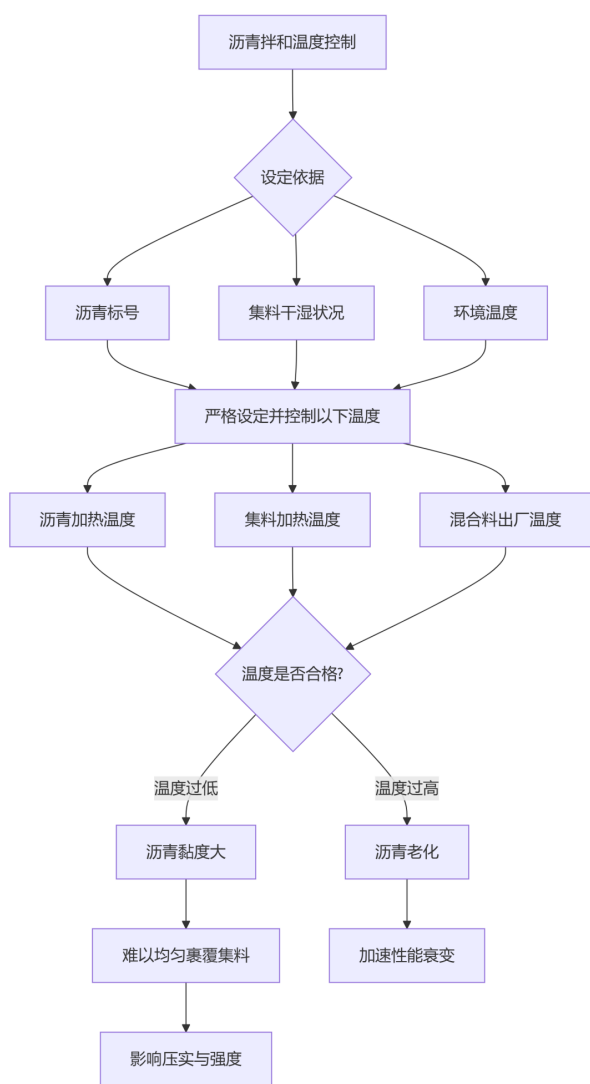 沥青拌和温度控制
设定依据
沥青标号
集料干湿状况
环境温度
严格设定并控制以下温度
沥青加热温度
集料加热温度
混合料出厂温度
温度是否合格?
温度过低
温度过高
沥青黏度大
沥青老化
难以均匀裹覆集料
加速性能衰变
影响压实与强度